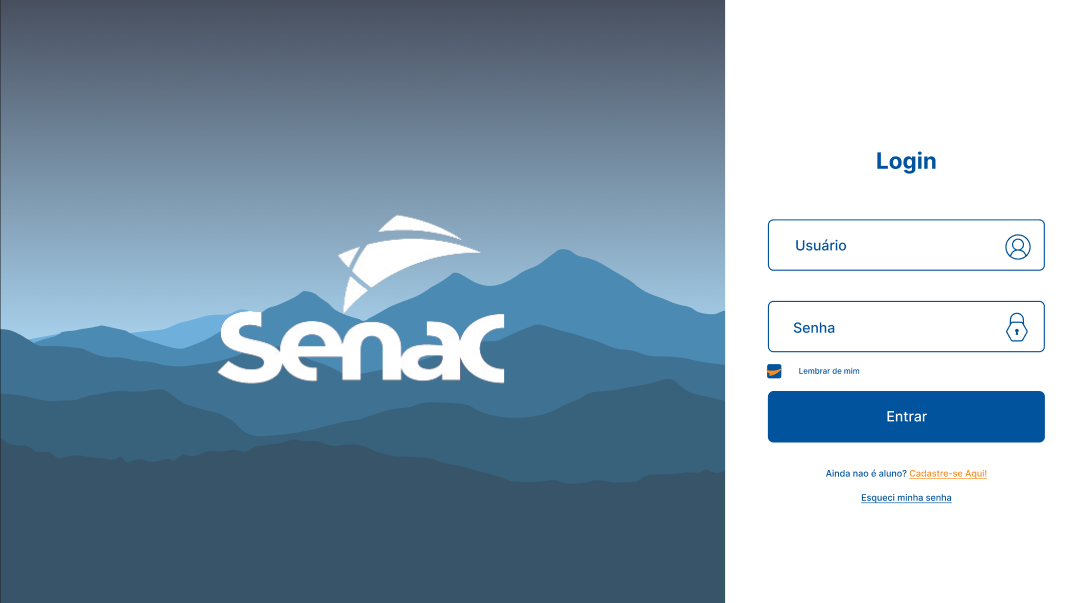 Senac
Login
Usuário
Senha
Lembrar de mim
Entrar
Ainda nao é aluno? Cadastre-se Aqui!
Esqueci minha senha